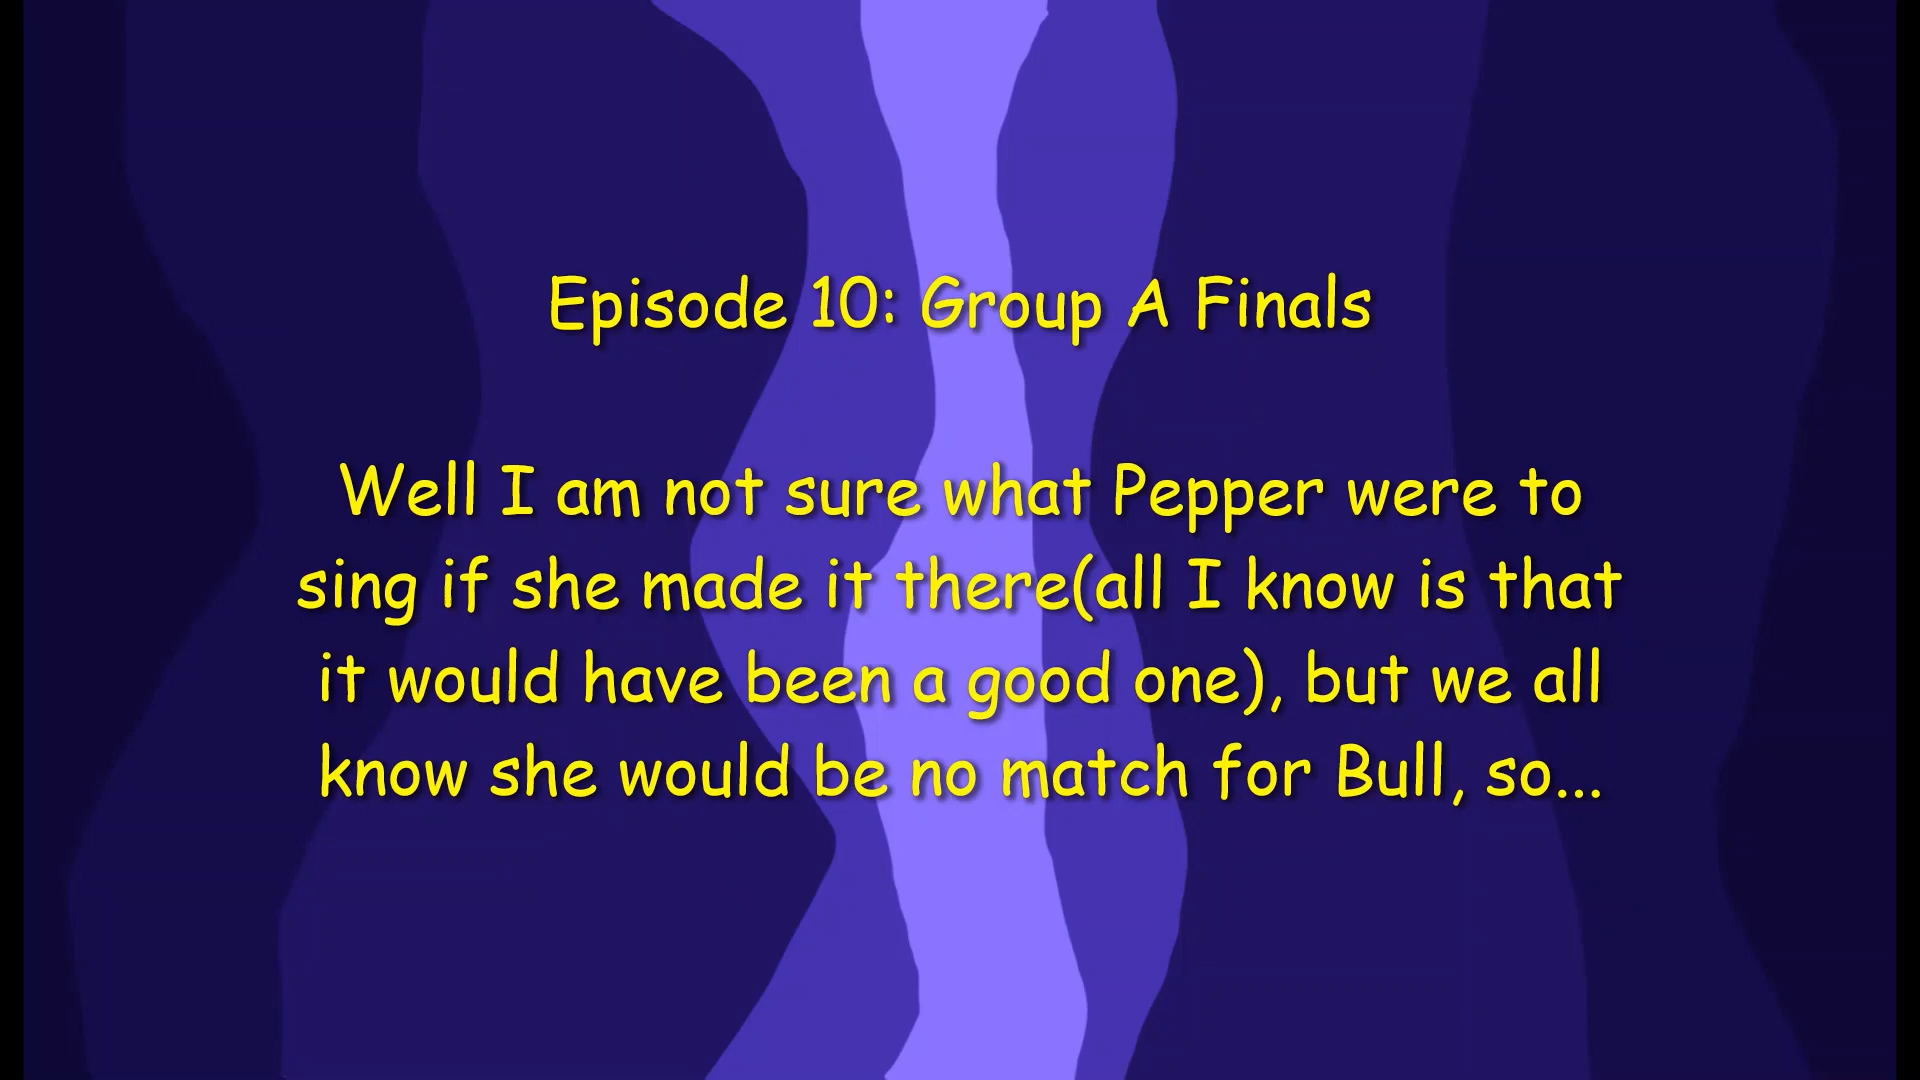 Episode 10: Group A Finals
Well I am not sure what Pepper were to
sing if she made it there(all I know is that
it would have been a good one), but we all
know she would be no match for Bull, so...